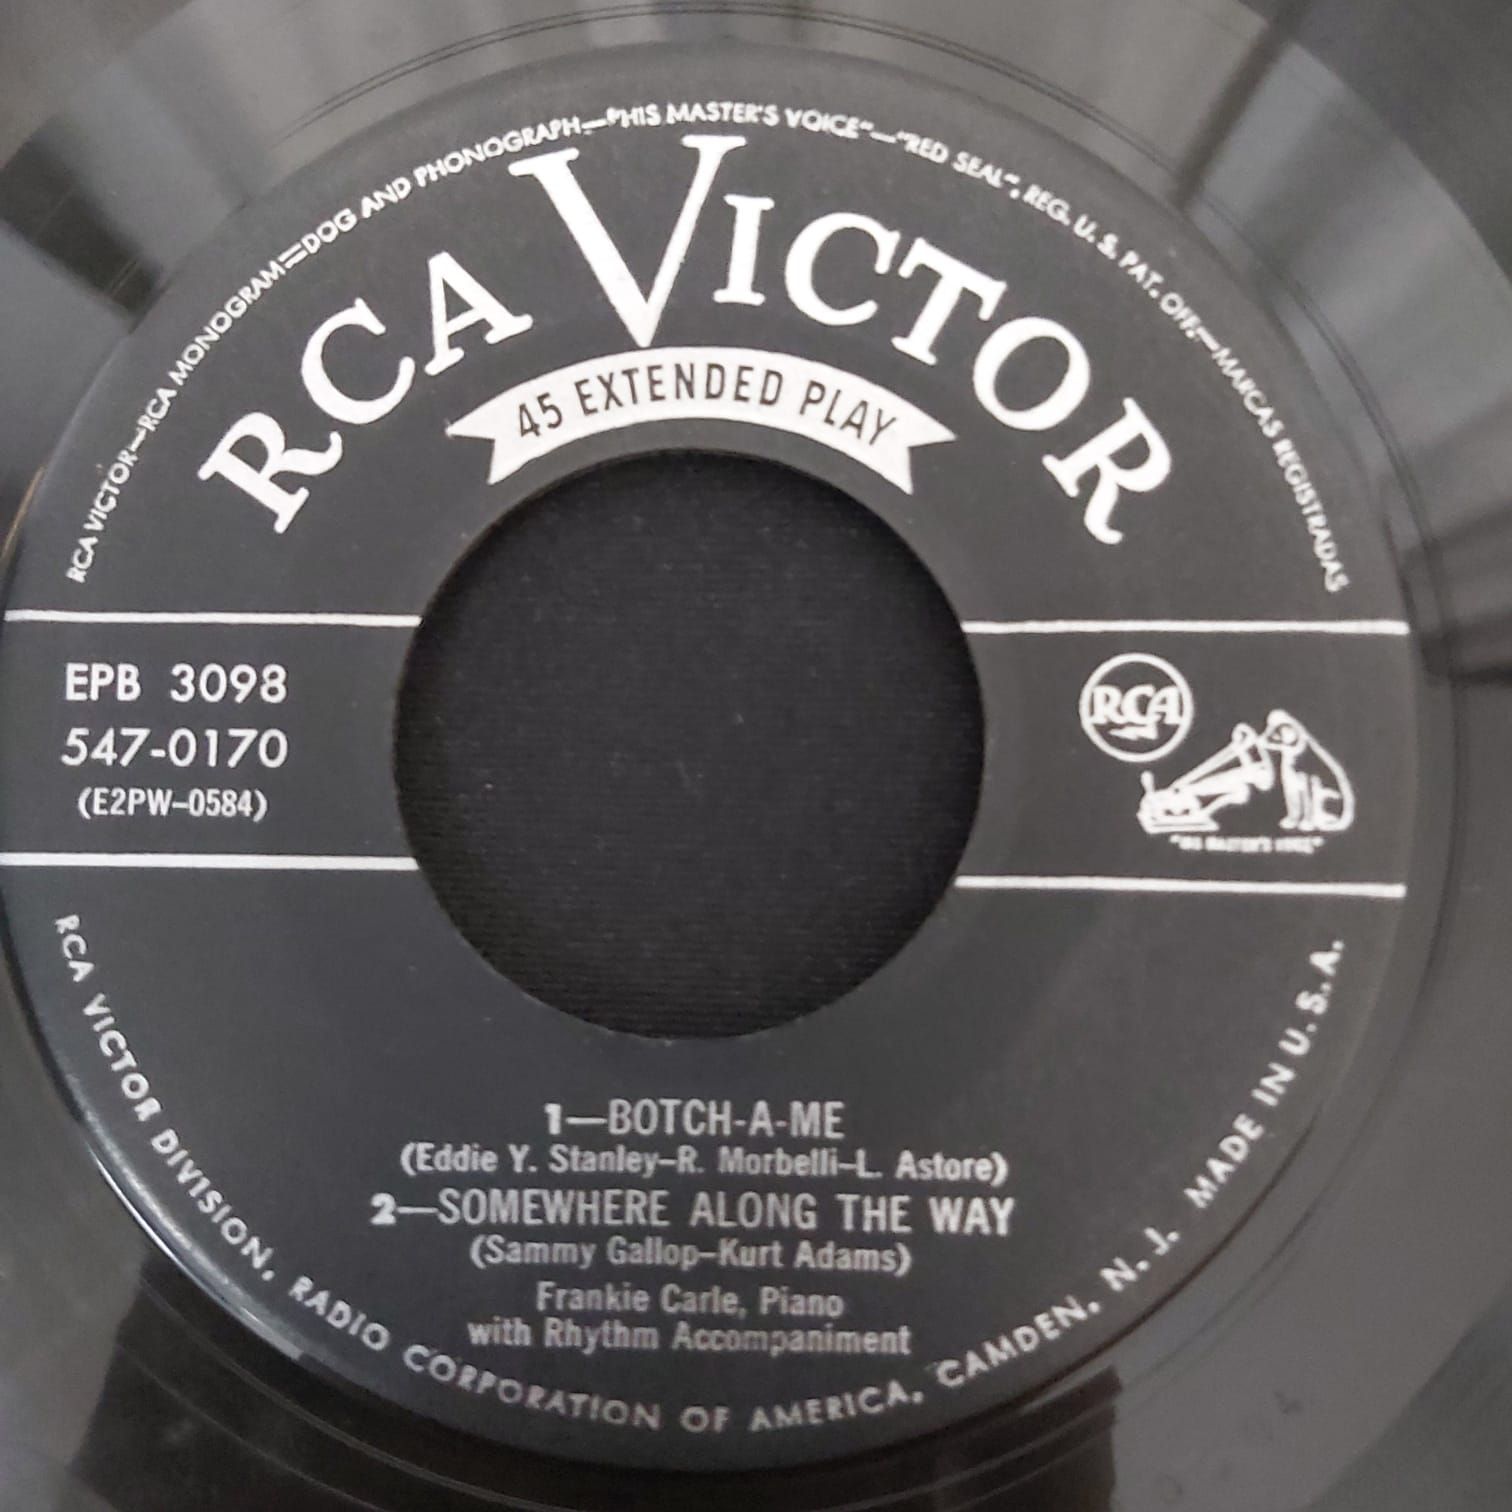 RCA VICTOR—RCA MONOGRAM—DOG AND PHONOGRAPH—"HIS MASTER'S VOICE"—"RED SEAL", REG. U. S. PAT. OFF.—MARCAS REGISTRADAS
RCA VICTOR
45 EXTENDED PLAY
EPB 3098
547-0170
(E2PW-0584)
RCA
"HIS MASTER'S VOICE"
1—BOTCH-A-ME
(Eddie Y. Stanley-R. Morbelli-L. Astore)
2—SOMEWHERE ALONG THE WAY
(Sammy Gallop-Kurt Adams)
Frankie Carle, Piano
with Rhythm Accompaniment
RCA VICTOR DIVISION, RADIO CORPORATION OF AMERICA, CAMDEN, N. J. MADE IN U. S. A.